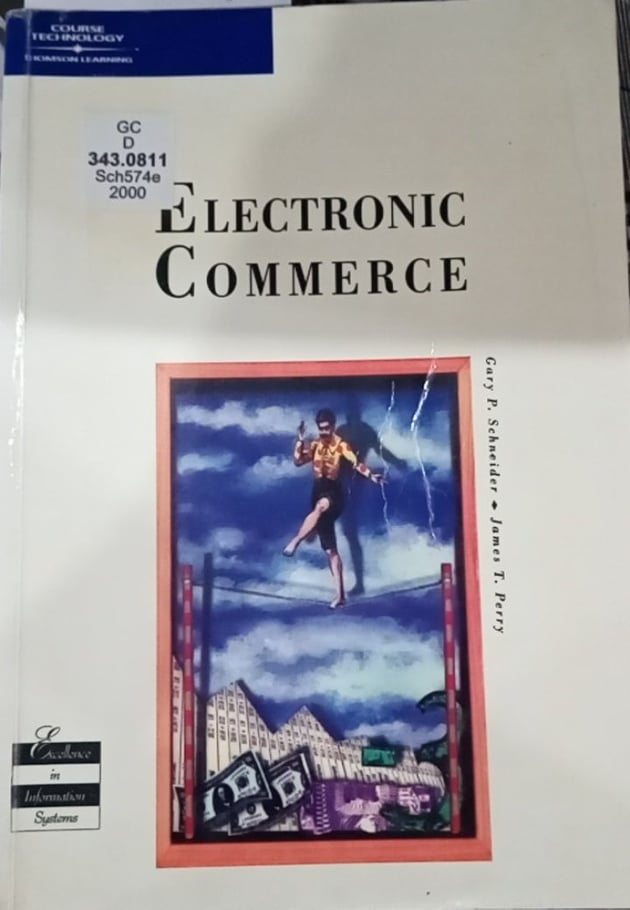 COURSE
TECHNOLOGY
THOMSON LEARNING
GC
D
343.0811
Sch574e
2000
ELECTRONIC
COMMERCE
Gary P. Schneider ◆ James T. Perry
Excellence
in
Information
Systems